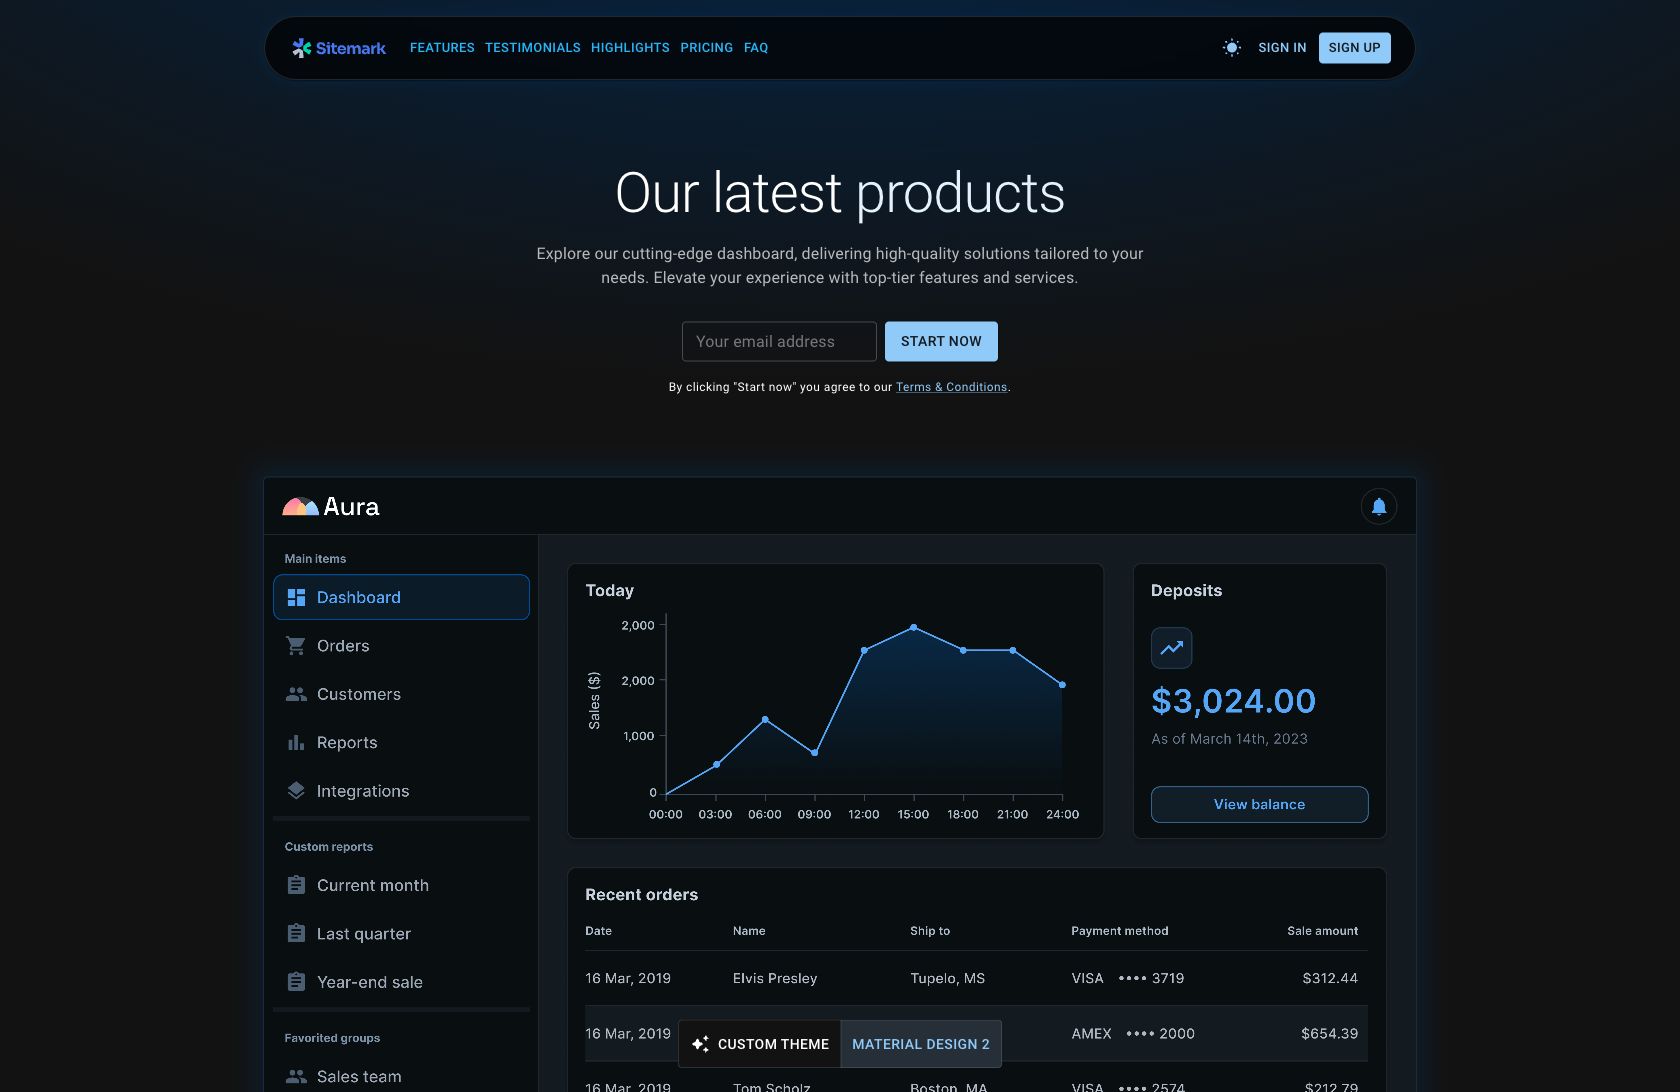 Sitemark FEATURES TESTIMONIALS HIGHLIGHTS PRICING FAQ SIGN IN SIGN UP
Our latest products
Explore our cutting-edge dashboard, delivering high-quality solutions tailored to your
needs. Elevate your experience with top-tier features and services.
Your email address START NOW
By clicking "Start now" you agree to our Terms & Conditions.
Aura
Main items
Dashboard
Orders
Customers
Reports
Integrations
Custom reports
Current month
Last quarter
Year-end sale
Favorited groups
Sales team
Today
Sales ($)
2,000
2,000
1,000
0
00:00 03:00 06:00 09:00 12:00 15:00 18:00 21:00 24:00
Deposits
$3,024.00
As of March 14th, 2023
View balance
Recent orders
Date Name Ship to Payment method Sale amount
16 Mar, 2019 Elvis Presley Tupelo, MS VISA •••• 3719 $312.44
16 Mar, 2019 AMEX •••• 2000 $654.39
CUSTOM THEME MATERIAL DESIGN 2
16 Mar, 2019 Tom Scholz Boston, MA VISA •••• 2574 $212.79